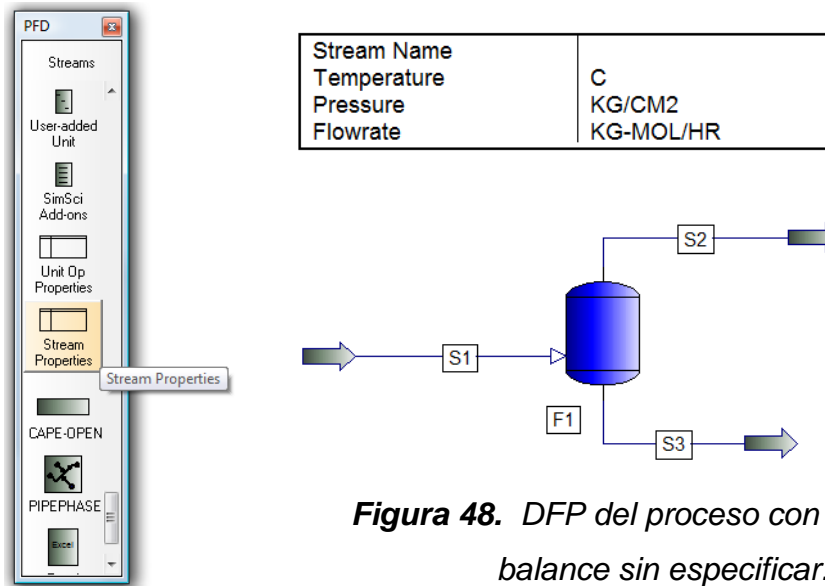 PFD
Streams
User-added
Unit
SimSci
Add-ons
Unit Op
Properties
Stream
Properties
Stream Properties
CAPE-OPEN
PIPEPHASE
Excel
Stream Name
Temperature C
Pressure KG/CM2
Flowrate KG-MOL/HR
S2
S1
F1
S3
Figura 48. DFP del proceso con
balance sin especificar.